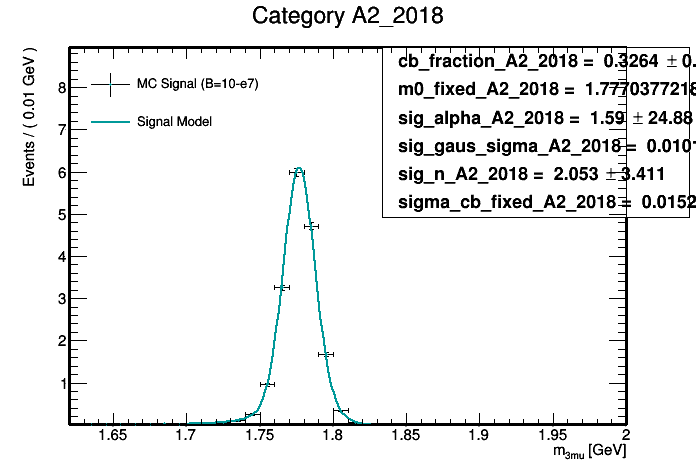 Category A2_2018
Events / ( 0.01 GeV )
MC Signal (B=10-e7)
Signal Model
cb_fraction_A2_2018 = 0.3264 ± 0.
m0_fixed_A2_2018 = 1.7770377218
sig_alpha_A2_2018 = 1.59 ± 24.88
sig_gaus_sigma_A2_2018 = 0.0101
sig_n_A2_2018 = 2.053 ± 3.411
sigma_cb_fixed_A2_2018 = 0.0152
8
7
6
5
4
3
2
1
1.65 1.7 1.75 1.8 1.85 1.9 1.95 2
m3mu [GeV]